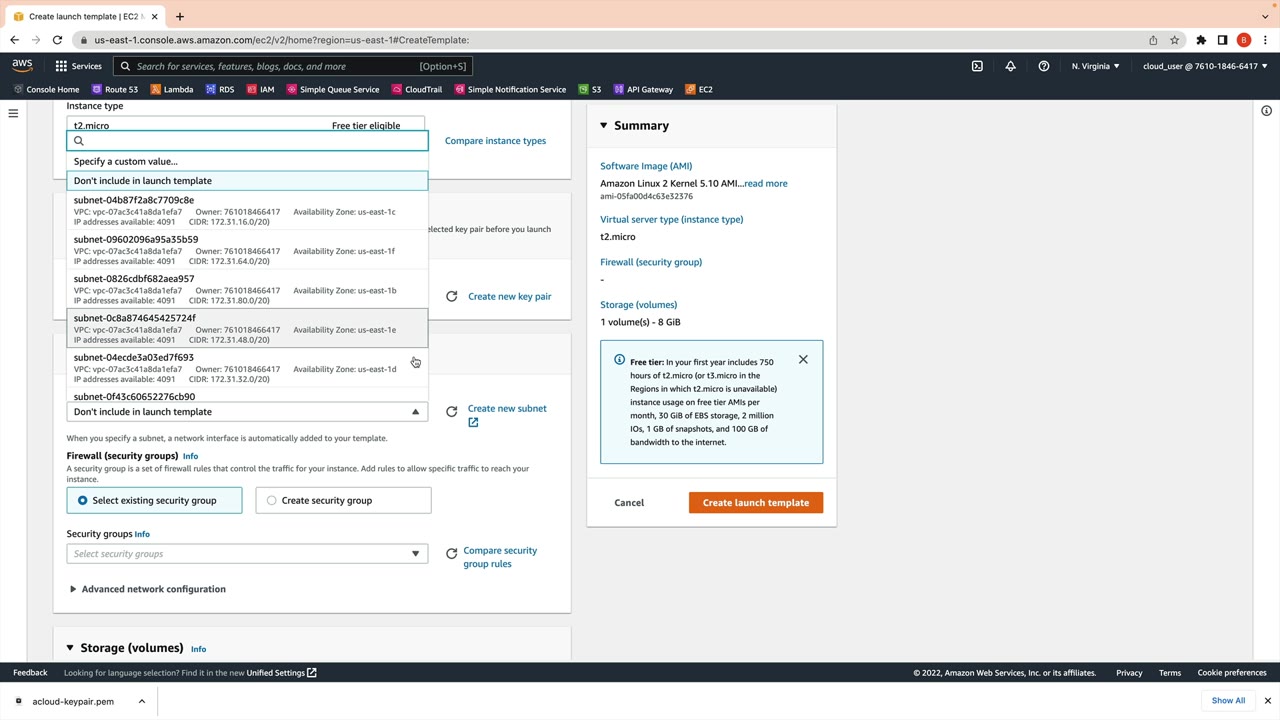 Create launch template | EC2 M
us-east-1.console.aws.amazon.com/ec2/v2/home?region=us-east-1#CreateTemplate:
B
aws
Services
Search for services, features, blogs, docs, and more
[Option+S]
N. Virginia ▼
cloud_user @ 7610-1846-6417 ▼
Console Home
Route 53
Lambda
RDS
IAM
Simple Queue Service
CloudTrail
Simple Notification Service
S3
API Gateway
EC2
Instance type
t2.micro
Free tier eligible
Compare instance types
Specify a custom value...
Don't include in launch template
subnet-04b87f2a8c7709c8e
VPC: vpc-07ac3c41a8da1efa7 Owner: 761018466417 Availability Zone: us-east-1c
IP addresses available: 4091 CIDR: 172.31.16.0/20)
subnet-09602096a95a35b59
VPC: vpc-07ac3c41a8da1efa7 Owner: 761018466417 Availability Zone: us-east-1f
IP addresses available: 4091 CIDR: 172.31.64.0/20)
elected key pair before you launch
subnet-0826cdbf682aea957
VPC: vpc-07ac3c41a8da1efa7 Owner: 761018466417 Availability Zone: us-east-1b
IP addresses available: 4091 CIDR: 172.31.80.0/20)
Create new key pair
subnet-0c8a874645425724f
VPC: vpc-07ac3c41a8da1efa7 Owner: 761018466417 Availability Zone: us-east-1e
IP addresses available: 4091 CIDR: 172.31.48.0/20)
subnet-04ecde3a03ed7f693
VPC: vpc-07ac3c41a8da1efa7 Owner: 761018466417 Availability Zone: us-east-1d
IP addresses available: 4091 CIDR: 172.31.32.0/20)
subnet-0f43c60652276cb90
Don't include in launch template
Create new subnet
When you specify a subnet, a network interface is automatically added to your template.
Firewall (security groups) Info
A security group is a set of firewall rules that control the traffic for your instance. Add rules to allow specific traffic to reach your
instance.
Select existing security group
Create security group
Security groups Info
Select security groups
Compare security
group rules
Advanced network configuration
Storage (volumes) Info
Summary
Software Image (AMI)
Amazon Linux 2 Kernel 5.10 AMI...read more
ami-05fa00d4c63e32376
Virtual server type (instance type)
t2.micro
Firewall (security group)
-
Storage (volumes)
1 volume(s) - 8 GiB
Free tier: In your first year includes 750
hours of t2.micro (or t3.micro in the
Regions in which t2.micro is unavailable)
instance usage on free tier AMIs per
month, 30 GiB of EBS storage, 2 million
IOs, 1 GB of snapshots, and 100 GB of
bandwidth to the internet.
Cancel
Create launch template
Feedback
Looking for language selection? Find it in the new Unified Settings
© 2022, Amazon Web Services, Inc. or its affiliates.
Privacy
Terms
Cookie preferences
acloud-keypair.pem
Show All